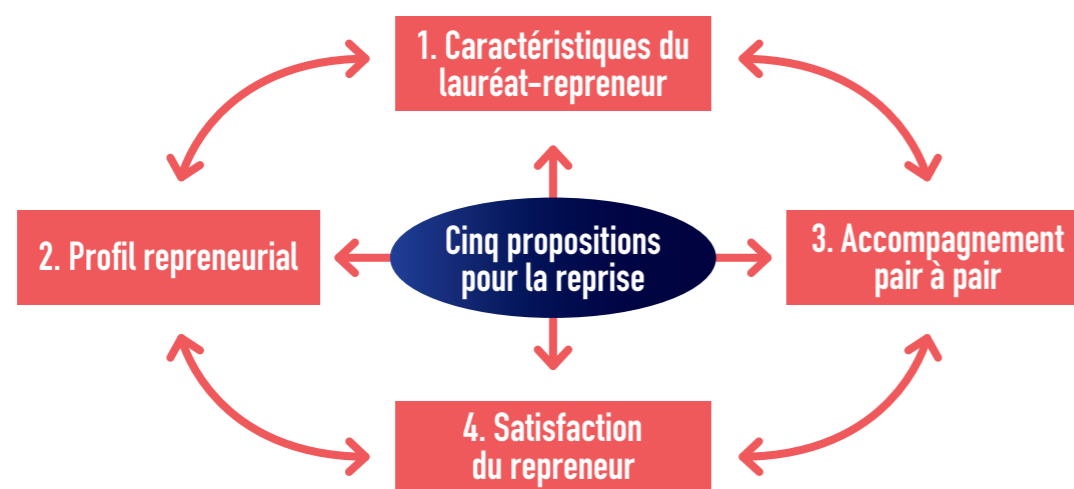 1. Caractéristiques du
lauréat-repreneur
2. Profil repreneurial
Cinq propositions
pour la reprise
3. Accompagnement
pair à pair
4. Satisfaction
du repreneur